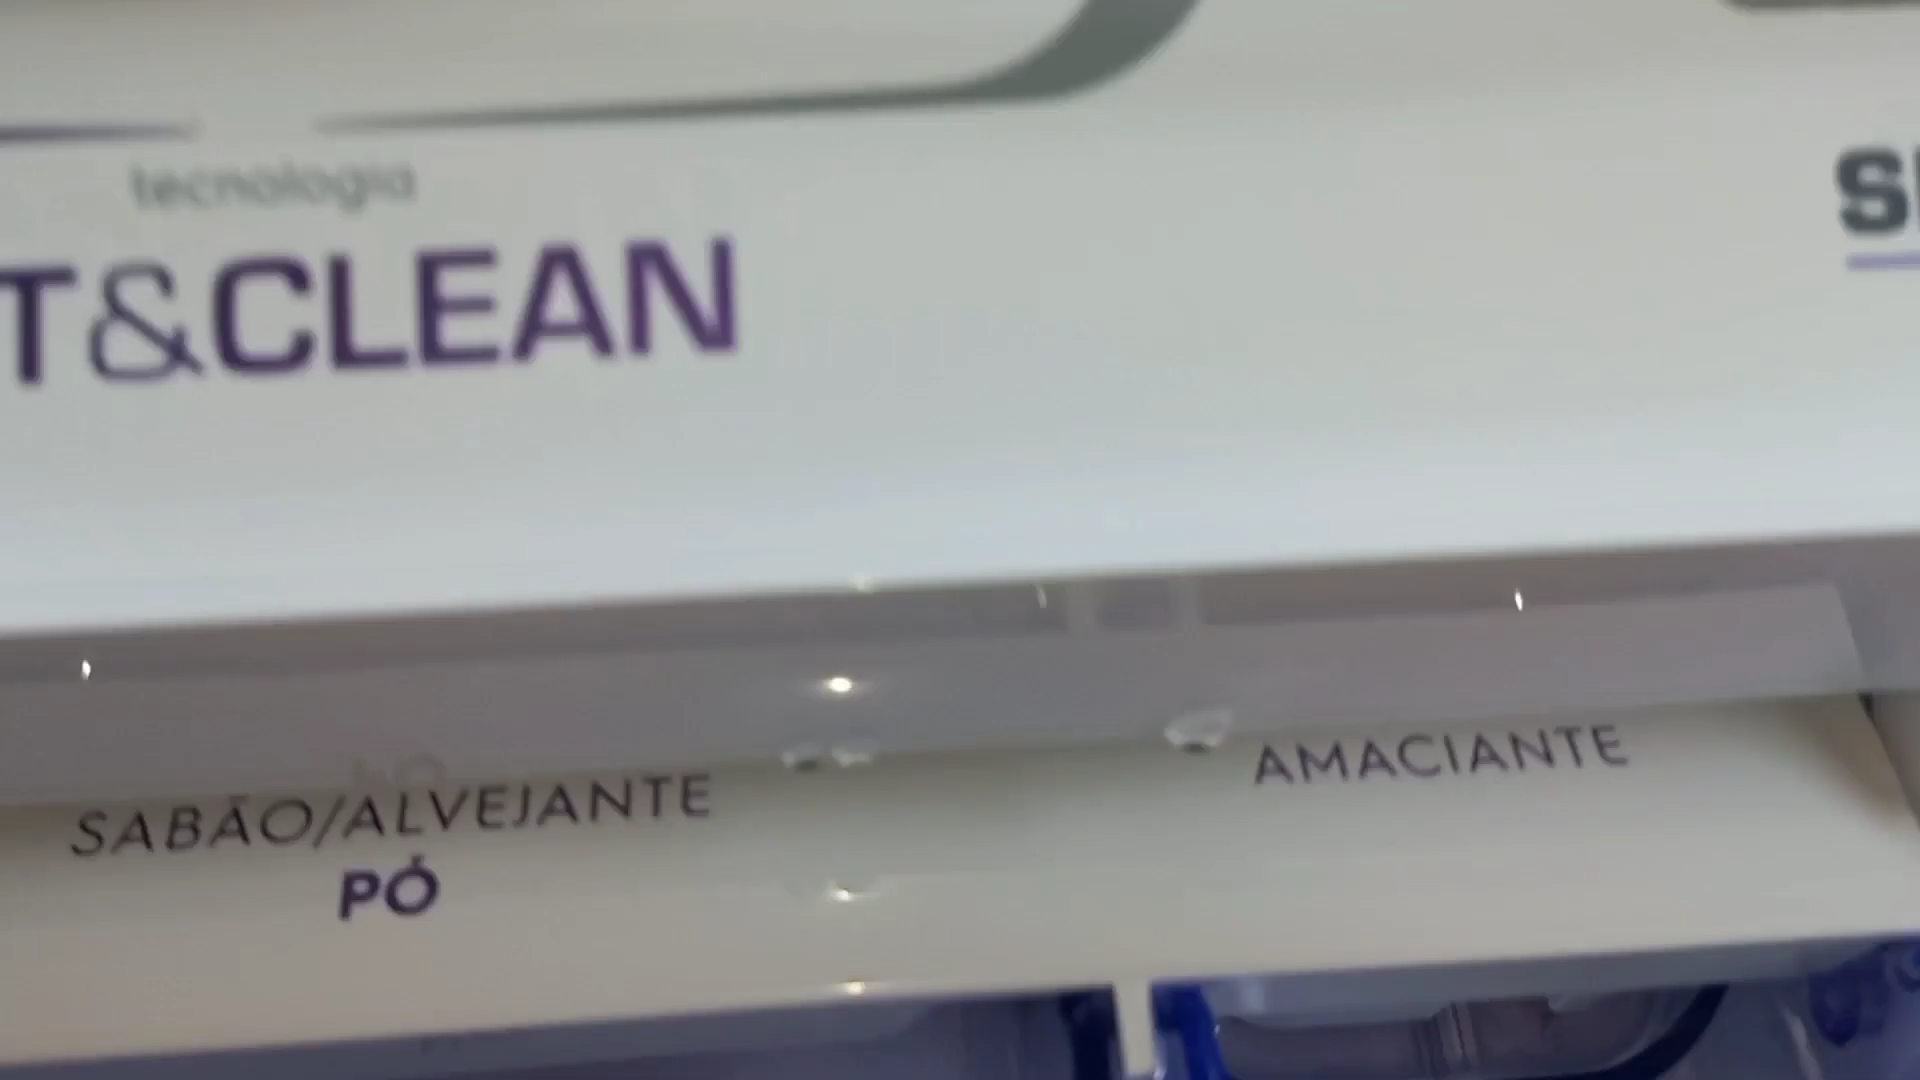 tecnologia
T&CLEAN
S
SABÃO/ALVEJANTE
PÓ
AMACIANTE